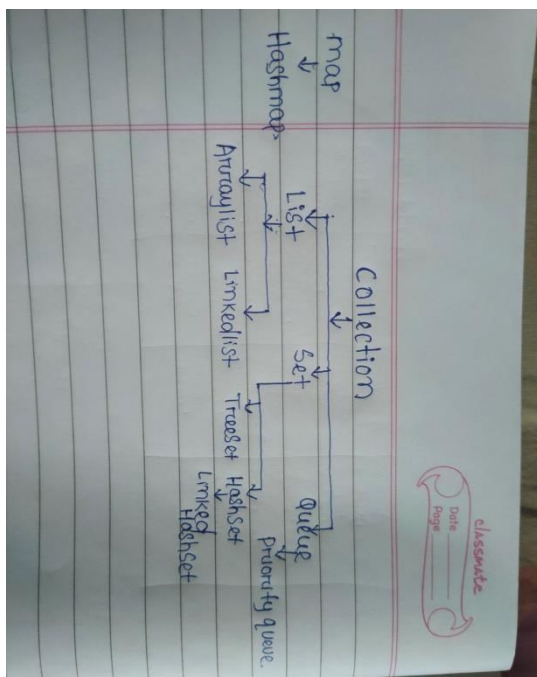 classmate
Date
Page
Collection
map
List
Set
Queue
Hashmap
priority queue
Arraylist
Linkedlist
TreeSet
HashSet
Linked
HashSet